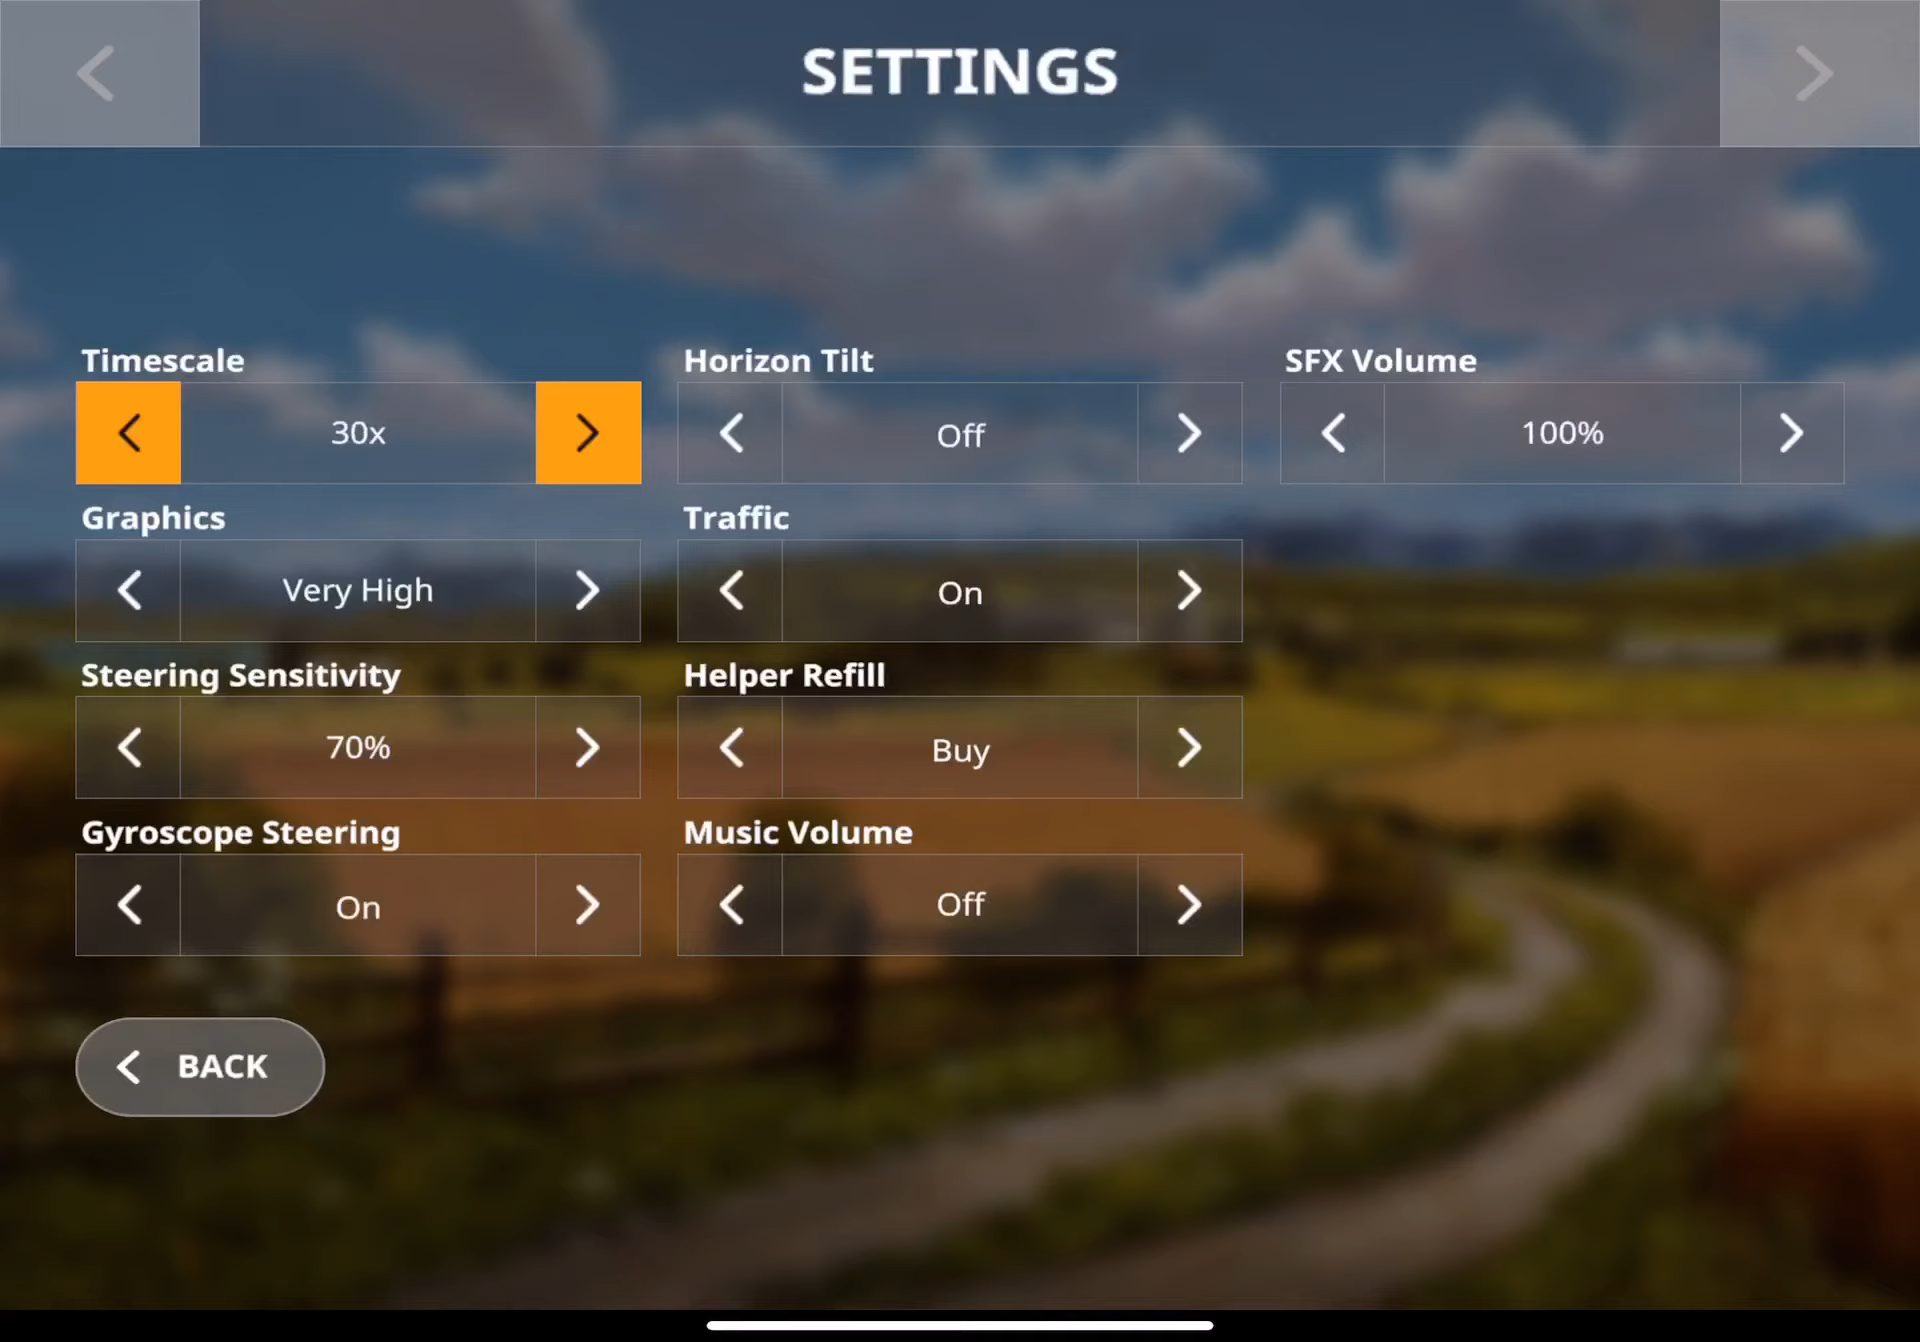 SETTINGS
Timescale
30x
Graphics
Very High
Steering Sensitivity
70%
Gyroscope Steering
On
Horizon Tilt
Off
Traffic
On
Helper Refill
Buy
Music Volume
Off
SFX Volume
100%
BACK